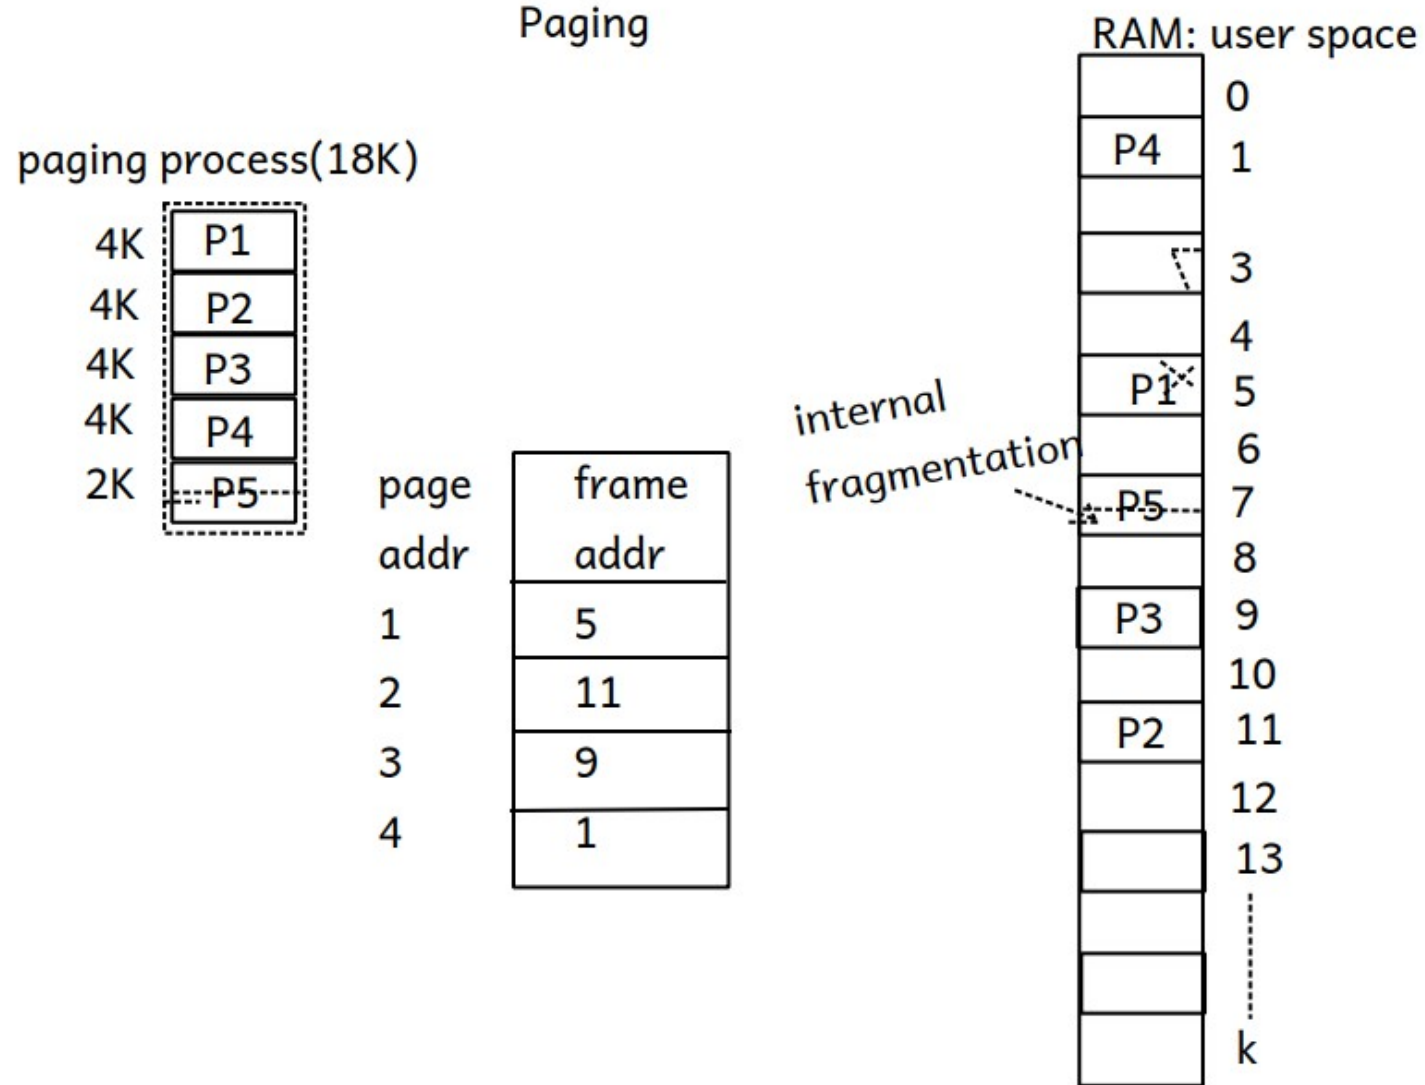 Paging
RAM: user space
paging process(18K)
4K P1
4K P2
4K P3
4K P4
2K P5
page frame
addr addr
1 5
2 11
3 9
4 1
internal
fragmentation
0
P4 1
3
4
P1 5
6
P5 7
8
P3 9
10
P2 11
12
13
k